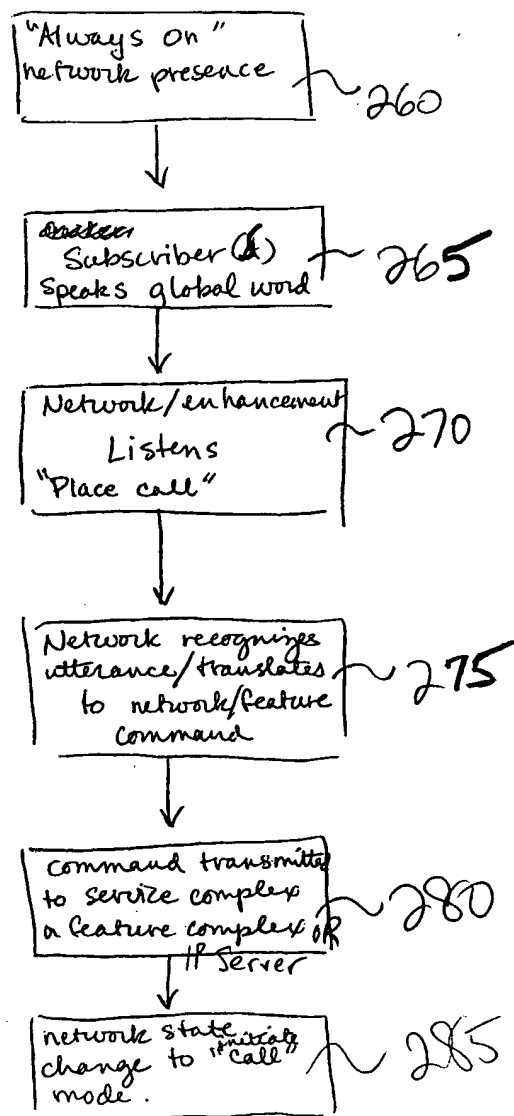 "Always on"
network presence
260
Subscriber
speaks global word
265
Network/enhancement
Listens
"Place call"
270
Network recognizes
utterance/translates
to network/feature
command
275
command transmitted
to service complex
a feature complex OR
IP Server
280
network state
change to "initiate
call"
mode.
285